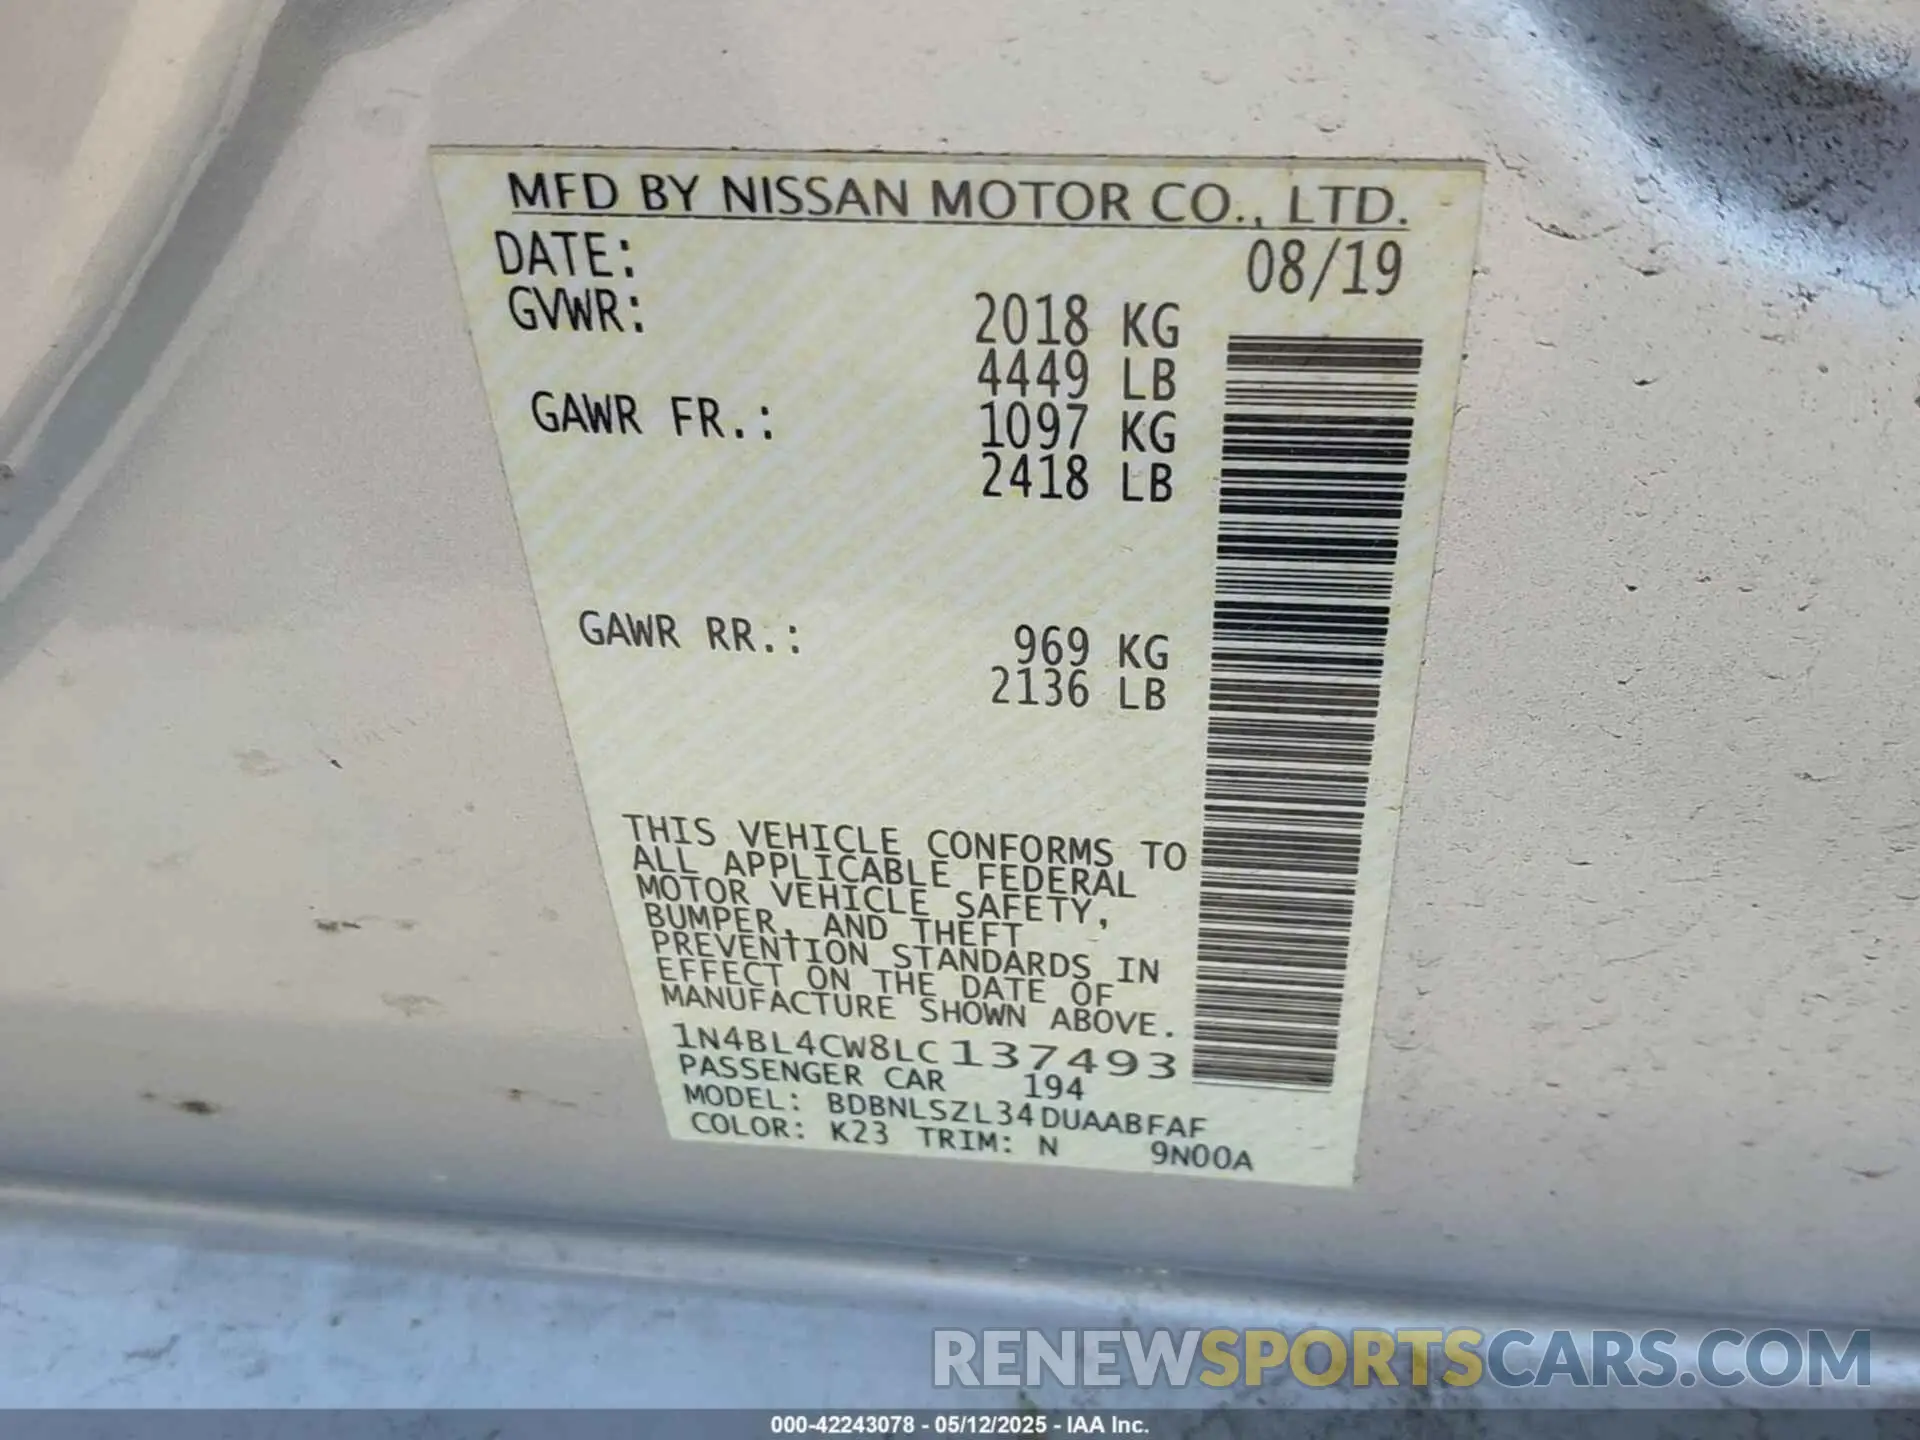 MFD BY NISSAN MOTOR CO., LTD.
DATE: 08/19
GVWR: 2018 KG
4449 LB
GAWR FR.: 1097 KG
2418 LB
GAWR RR.: 969 KG
2136 LB
THIS VEHICLE CONFORMS TO
ALL APPLICABLE FEDERAL
MOTOR VEHICLE SAFETY,
BUMPER, AND THEFT
PREVENTION STANDARDS IN
EFFECT ON THE DATE OF
MANUFACTURE SHOWN ABOVE.
1N4BL4CW8LC137493
PASSENGER CAR 194
MODEL: BDBNLSZL34DUAABFAF
COLOR: K23 TRIM: N 9N00A
RENEWSPORTSCARS.COM
000-42243078 - 05/12/2025 - IAA Inc.